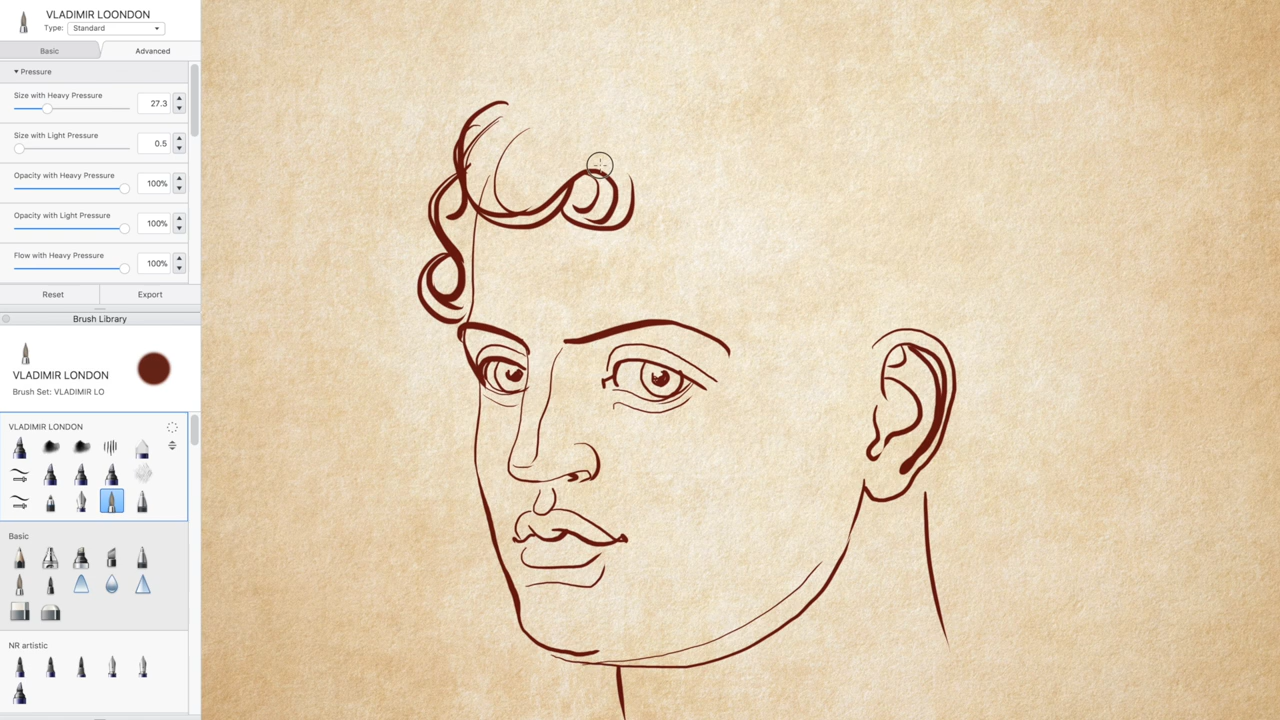 VLADIMIR LOONDON
Type: Standard
Basic Advanced
Pressure
Size with Heavy Pressure
27.3
Size with Light Pressure
0.5
Opacity with Heavy Pressure
100%
Opacity with Light Pressure
100%
Flow with Heavy Pressure
100%
Reset Export
Brush Library
VLADIMIR LONDON
Brush Set: VLADIMIR LO
VLADIMIR LONDON
Basic
NR artistic